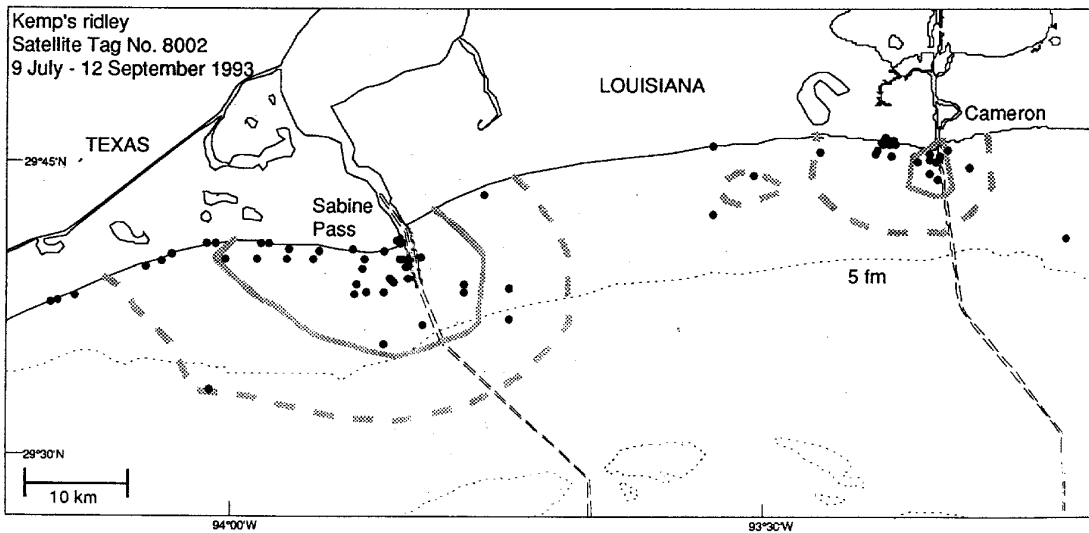 Kemp's ridley
Satellite Tag No. 8002
9 July - 12 September 1993
LOUISIANA
TEXAS
Cameron
29°45'N
Sabine
Pass
5 fm
29°30'N
10 km
94°00'W
93°30'W